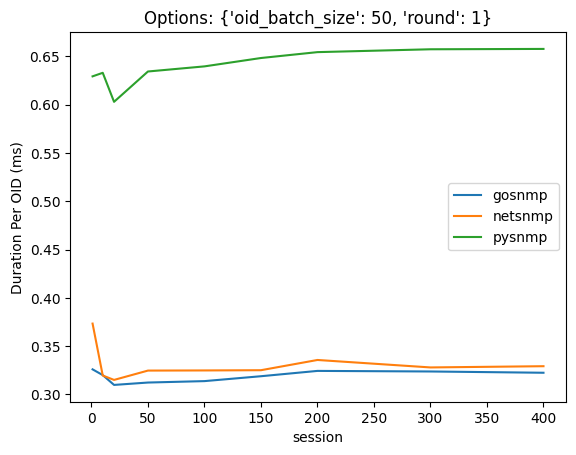 Options: {'oid_batch_size': 50, 'round': 1}
Duration Per OID (ms)
0.65
0.60
0.55
0.50
0.45
0.40
0.35
0.30
gosnmp
netsnmp
pysnmp
0 50 100 150 200 250 300 350 400
session